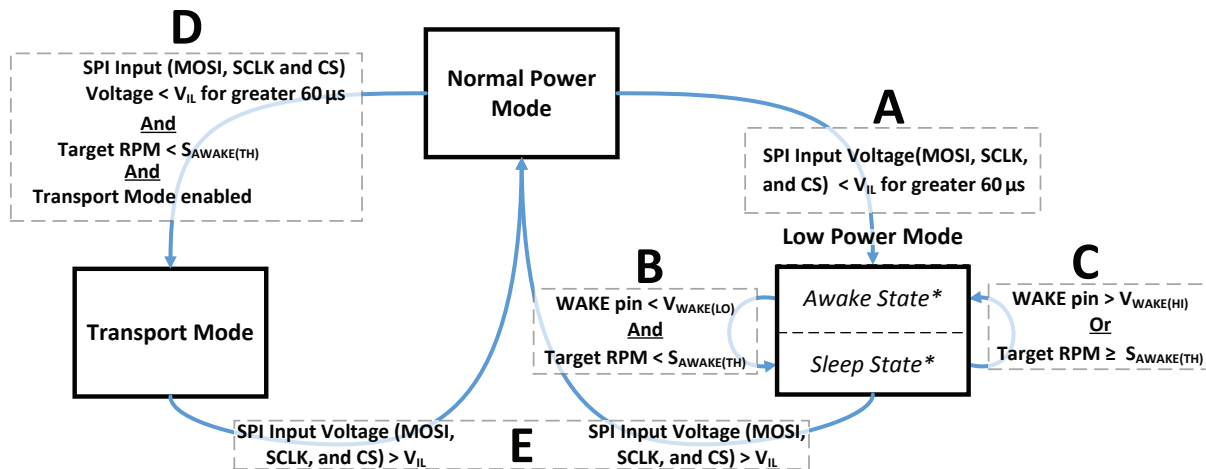 D
SPI Input (MOSI, SCLK and CS)
Voltage < VIL for greater 60 µs
And
Target RPM < SAWAKE(TH)
And
Transport Mode enabled
Normal Power
Mode
A
SPI Input Voltage(MOSI, SCLK,
and CS) < VIL for greater 60 µs
Low Power Mode
Transport Mode
B
WAKE pin < VWAKE(LO)
And
Target RPM < SAWAKE(TH)
Awake State*
Sleep State*
C
WAKE pin > VWAKE(HI)
Or
Target RPM ≥ SAWAKE(TH)
SPI Input Voltage (MOSI,
SCLK, and CS) > VIL
E
SPI Input Voltage (MOSI,
SCLK, and CS) > VIL